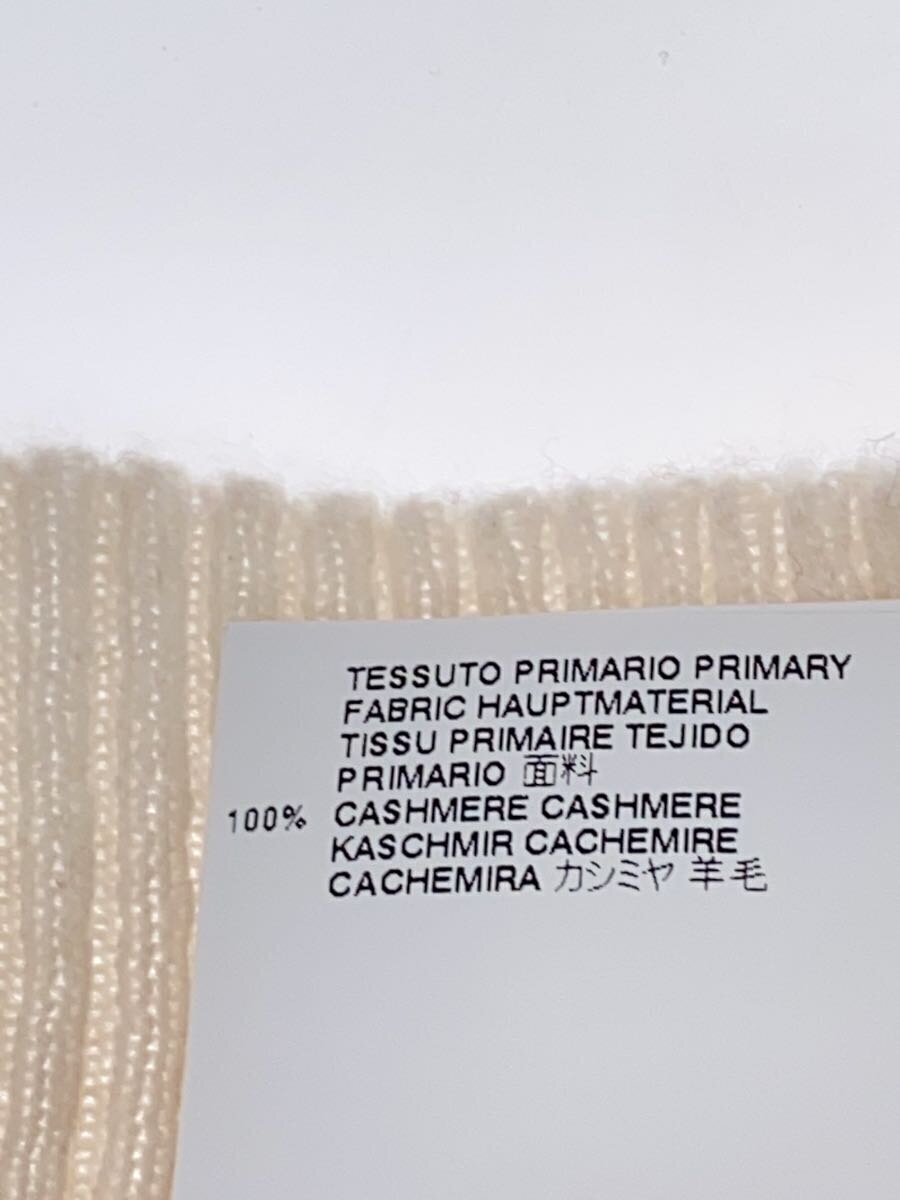 TESSUTO PRIMARIO PRIMARY
FABRIC HAUPTMATERIAL
TISSU PRIMAIRE TEJIDO
PRIMARIO 面料
100% CASHMERE CASHMERE
KASCHMIR CACHEMIRE
CACHEMIRA カシミヤ 羊毛